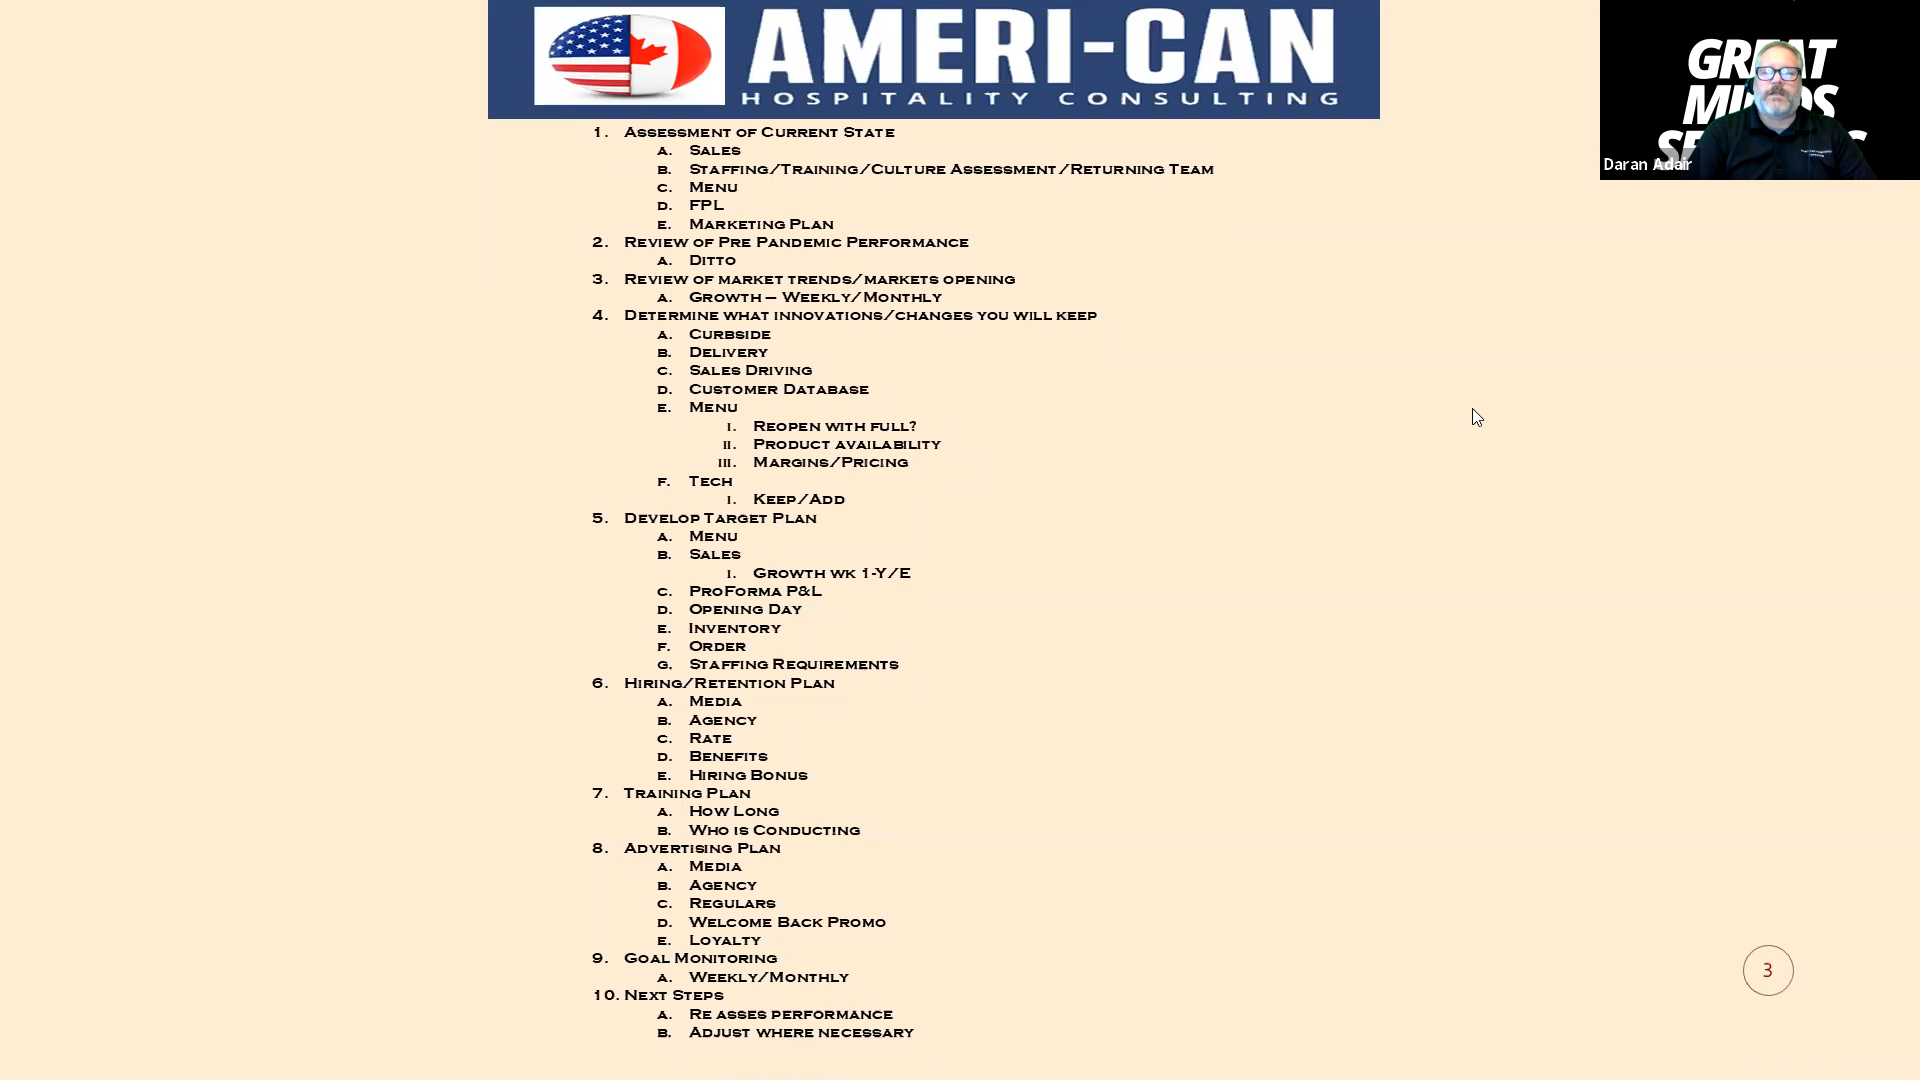 AMERI-CAN
HOSPITALITY CONSULTING
1. Assessment of Current State
A. Sales
B. Staffing/Training/Culture Assessment/Returning Team
C. Menu
D. FPL
E. Marketing Plan
2. Review of Pre Pandemic Performance
A. Ditto
3. Review of market trends/markets opening
A. Growth – Weekly/Monthly
4. Determine what innovations/changes you will keep
A. Curbside
B. Delivery
C. Sales Driving
D. Customer Database
E. Menu
I. Reopen with full?
II. Product availability
III. Margins/Pricing
F. Tech
I. Keep/Add
5. Develop Target Plan
A. Menu
B. Sales
I. Growth wk 1-Y/E
C. ProForma P&L
D. Opening Day
E. Inventory
F. Order
G. Staffing Requirements
6. Hiring/Retention Plan
A. Media
B. Agency
C. Rate
D. Benefits
E. Hiring Bonus
7. Training Plan
A. How Long
B. Who is Conducting
8. Advertising Plan
A. Media
B. Agency
C. Regulars
D. Welcome Back Promo
E. Loyalty
9. Goal Monitoring
A. Weekly/Monthly
10. Next Steps
A. Re asses performance
B. Adjust where necessary
GREAT
Daran Adair
3